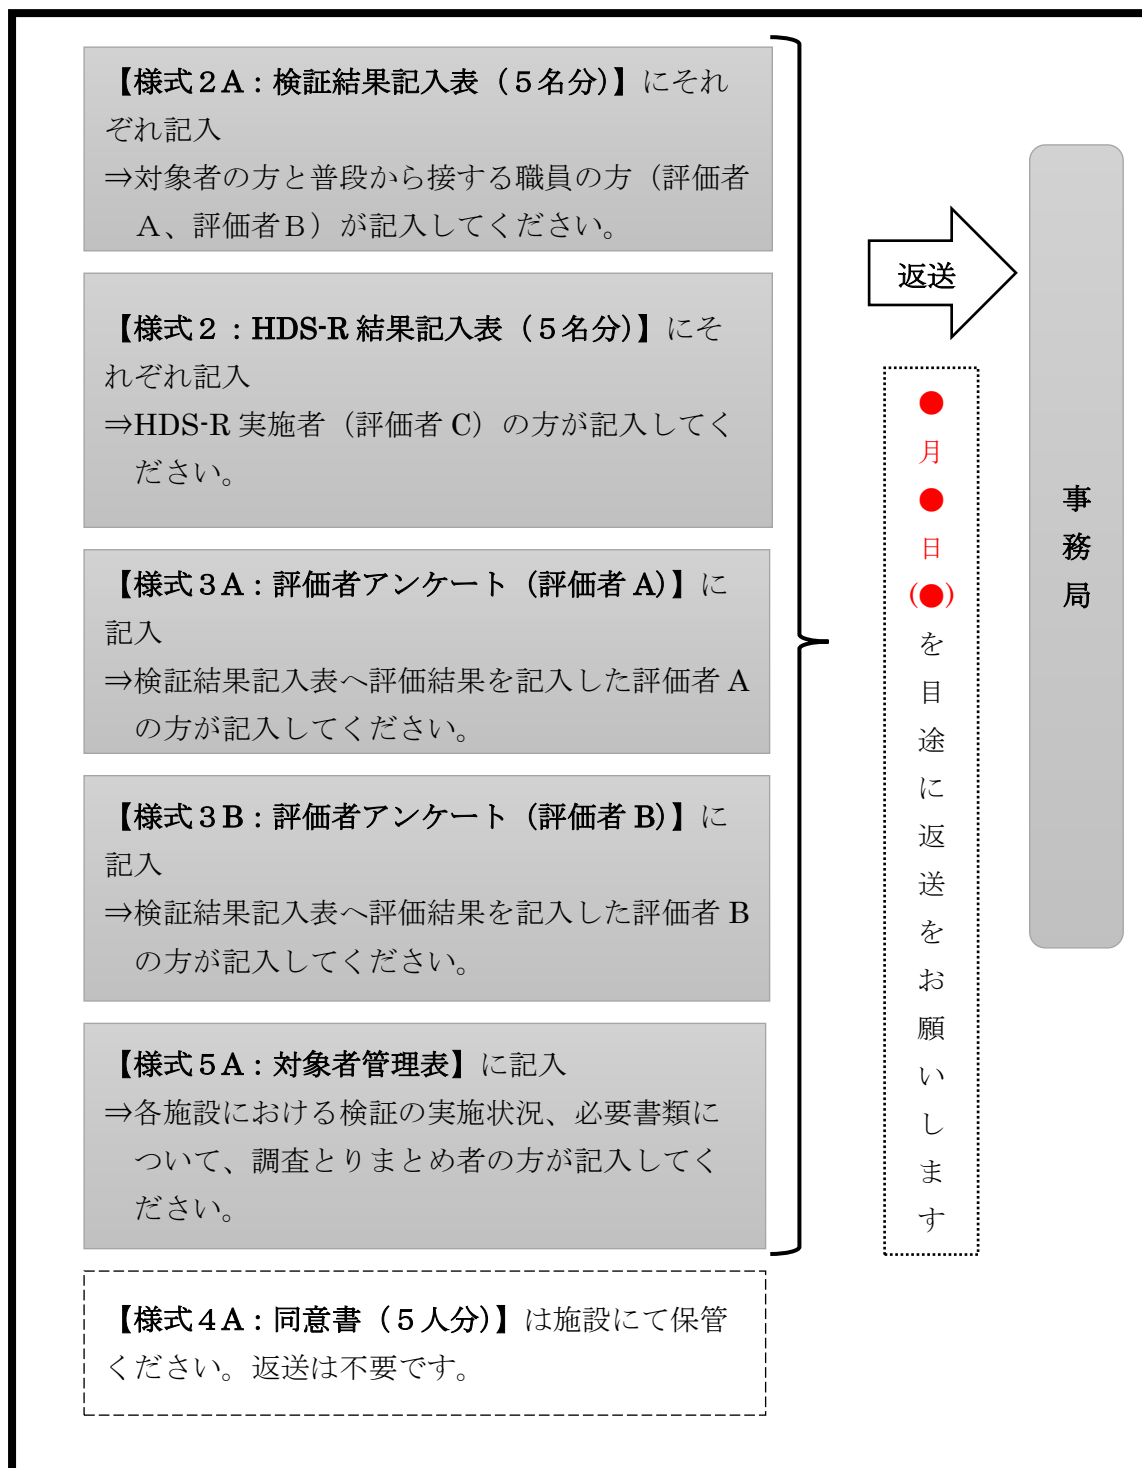 【様式２A：検証結果記入表（５名分）】にそれ
ぞれ記入
⇒対象者の方と普段から接する職員の方（評価者
Ａ、評価者Ｂ）が記入してください。
【様式２：HDS-R 結果記入表（５名分）】にそ
れぞれ記入
⇒HDS-R 実施者（評価者 C）の方が記入してく
ださい。
【様式３A：評価者アンケート（評価者 A）】に
記入
⇒検証結果記入表へ評価結果を記入した評価者 A
の方が記入してください。
【様式３B：評価者アンケート（評価者 B）】に
記入
⇒検証結果記入表へ評価結果を記入した評価者 B
の方が記入してください。
【様式５A：対象者管理表】に記入
⇒各施設における検証の実施状況、必要書類に
ついて、調査とりまとめ者の方が記入してく
ださい。
【様式４A：同意書（５人分）】は施設にて保管
ください。返送は不要です。
返送
●月●日(●)を目途に返送をお願いします
事務局